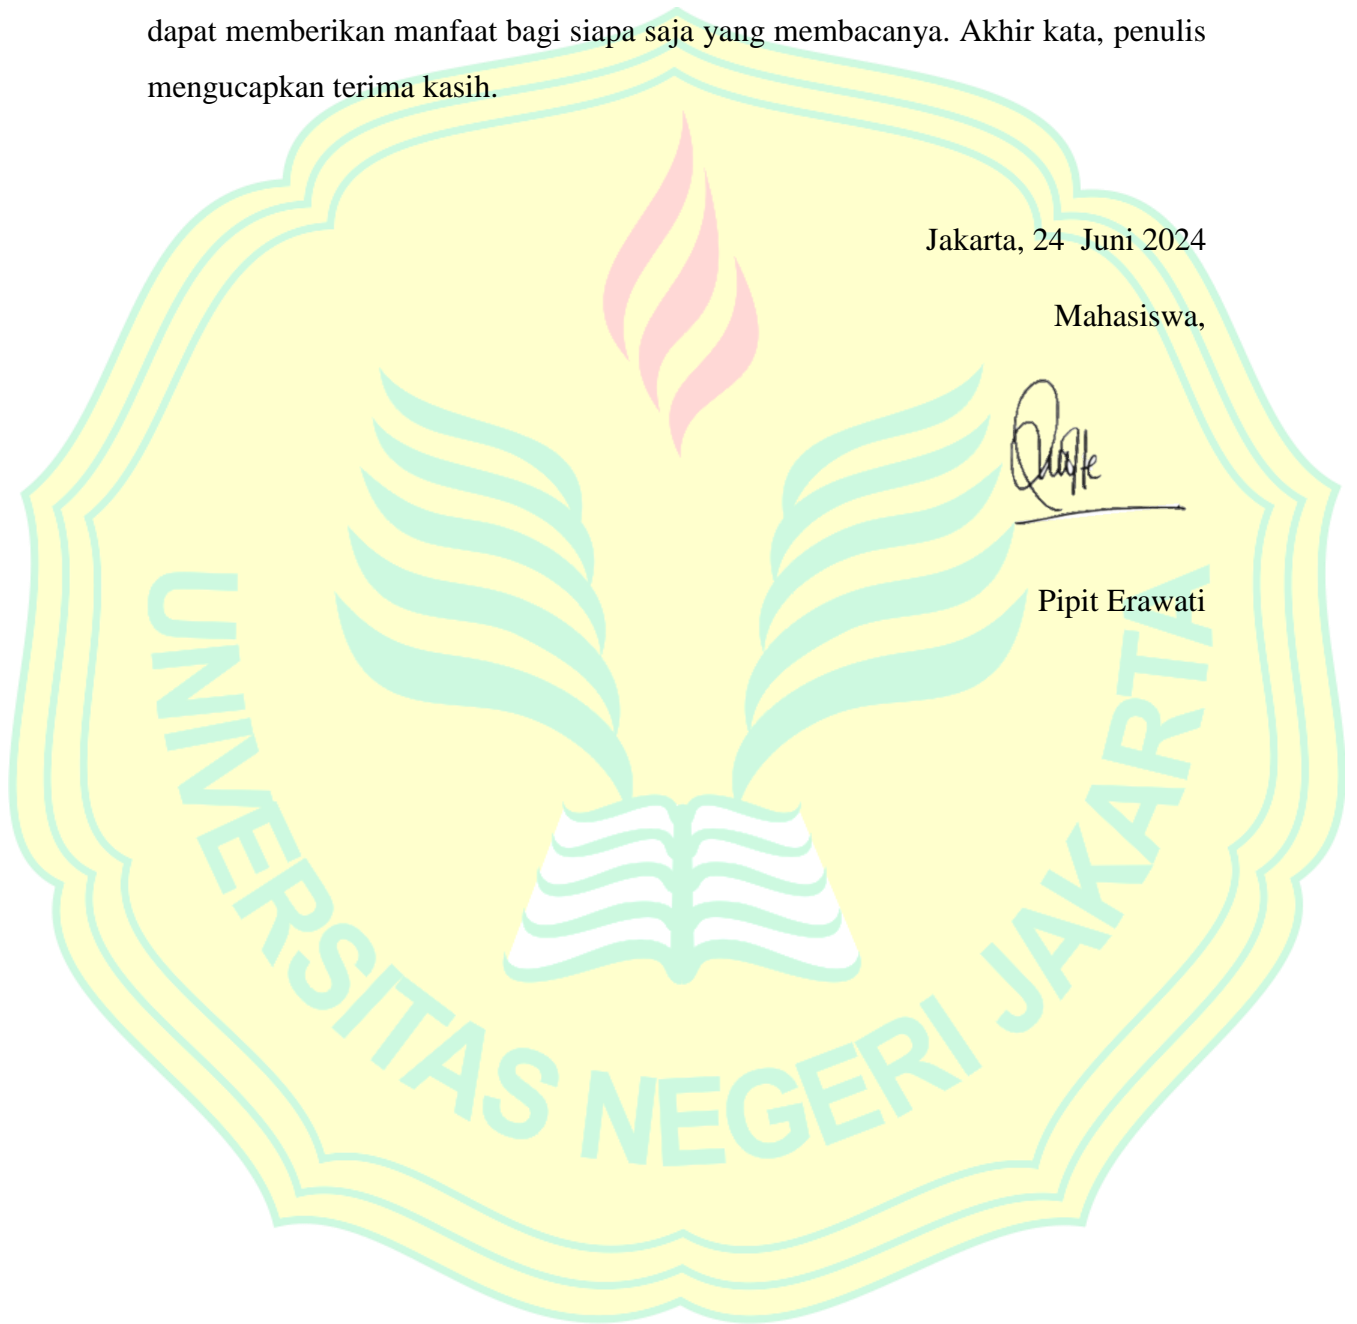 dapat memberikan manfaat bagi siapa saja yang membacanya. Akhir kata, penulis
mengucapkan terima kasih.
Jakarta, 24  Juni 2024
Mahasiswa,
Pipit Erawati
UNIVERSITAS NEGERI JAKARTA